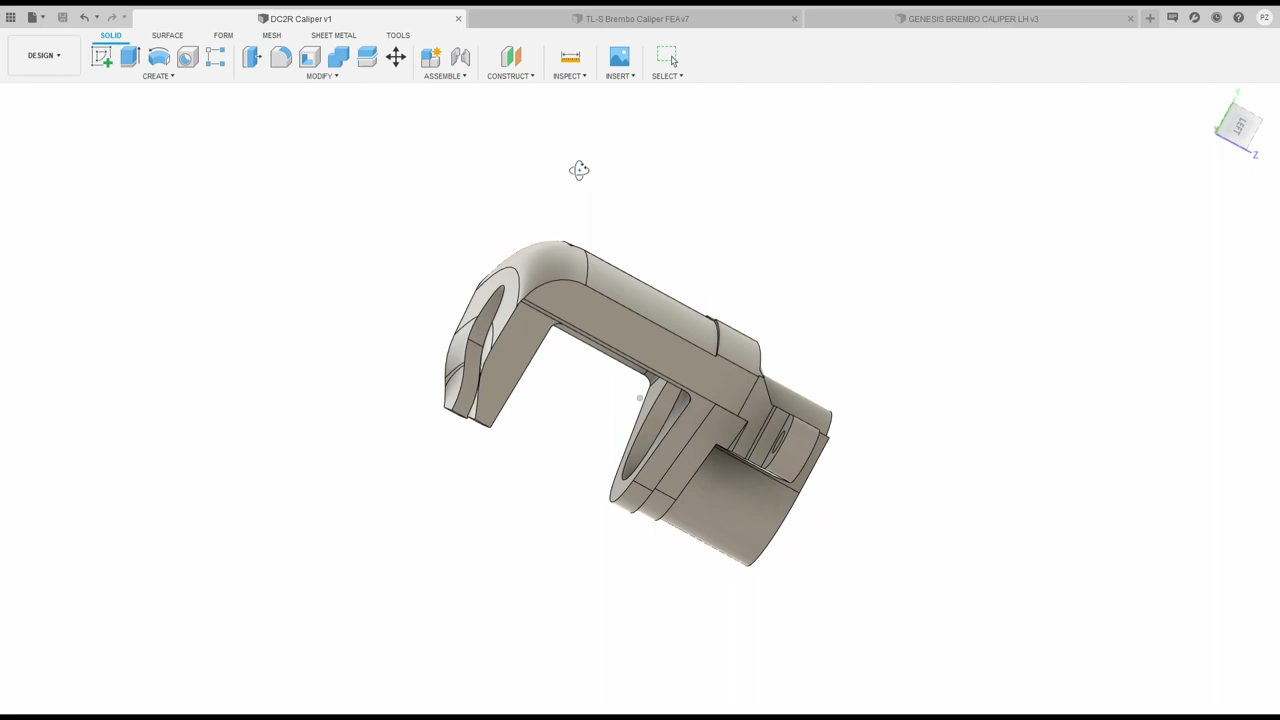 DC2R Caliper v1
TL-S Brembo Caliper FEA v7
GENESIS BREMBO CALIPER LH v3
PZ
DESIGN
SOLID
SURFACE
FORM
MESH
SHEET METAL
TOOLS
CREATE
MODIFY
ASSEMBLE
CONSTRUCT
INSPECT
INSERT
SELECT
Y
LEFT
Z